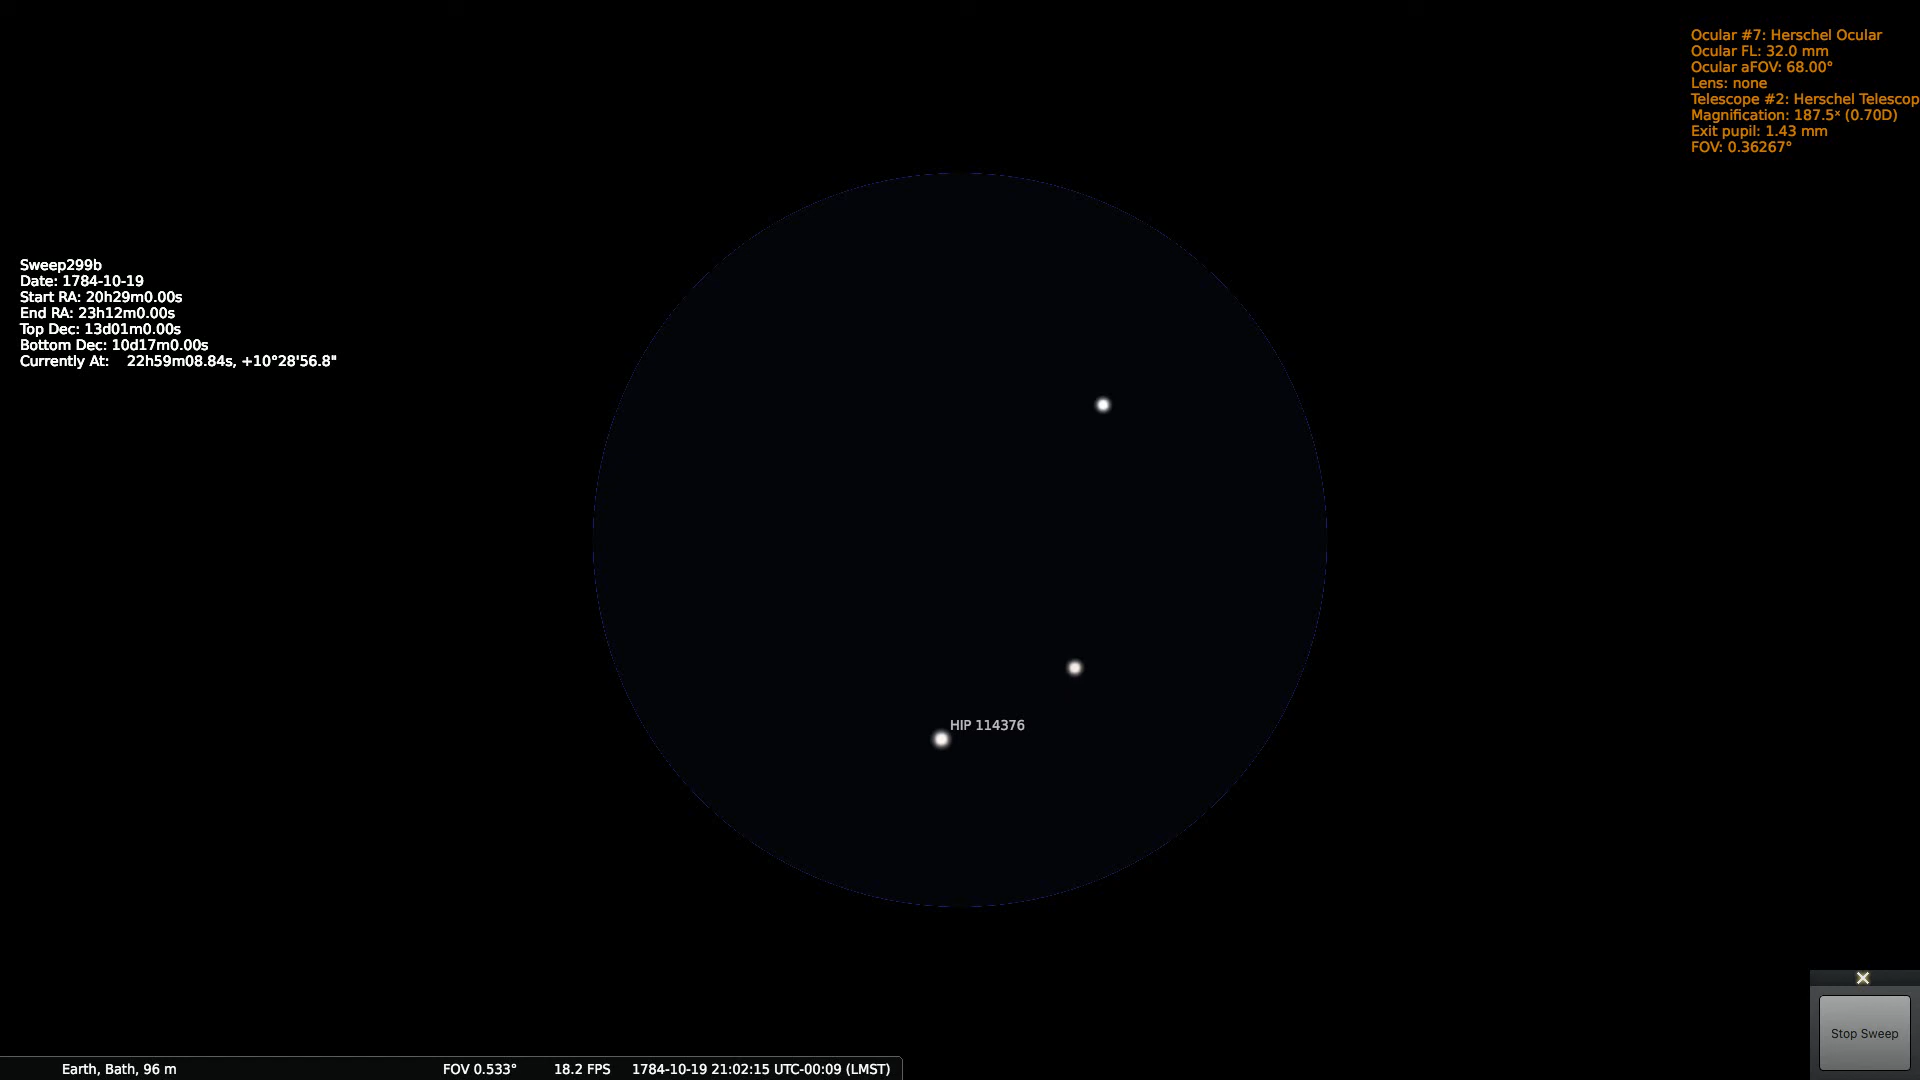 Ocular #7: Herschel Ocular
Ocular FL: 32.0 mm
Ocular aFOV: 68.00°
Lens: none
Telescope #2: Herschel Telescop
Magnification: 187.5ˣ (0.70D)
Exit pupil: 1.43 mm
FOV: 0.36267°
Sweep299b
Date: 1784-10-19
Start RA: 20h29m0.00s
End RA: 23h12m0.00s
Top Dec: 13d01m0.00s
Bottom Dec: 10d17m0.00s
Currently At: 22h59m08.84s, +10°28'56.8"
HIP 114376
Stop Sweep
Earth, Bath, 96 m FOV 0.533° 18.2 FPS 1784-10-19 21:02:15 UTC-00:09 (LMST)